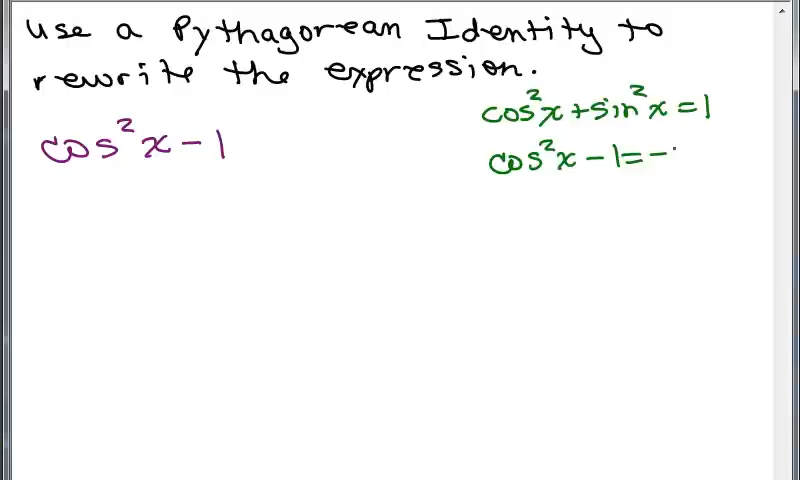 Use a Pythagorean Identity to
rewrite the expression.
cos²x + sin²x = 1
cos²x - 1
cos²x - 1 = -